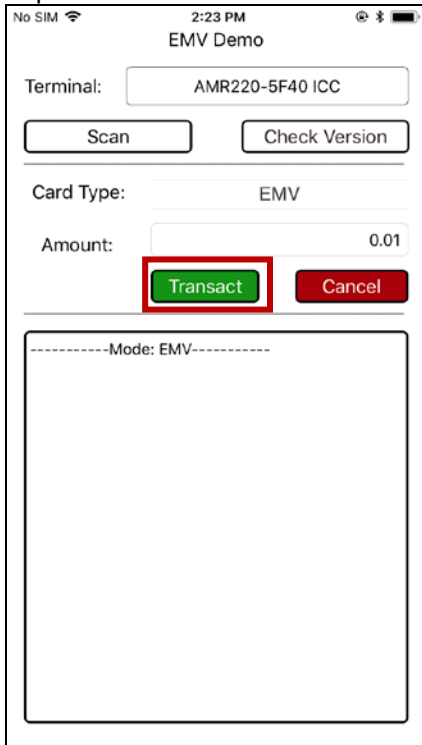 No SIM 2:23 PM
EMV Demo
Terminal: AMR220-5F40 ICC
Scan Check Version
Card Type: EMV
Amount: 0.01
Transact Cancel
-----------Mode: EMV-----------